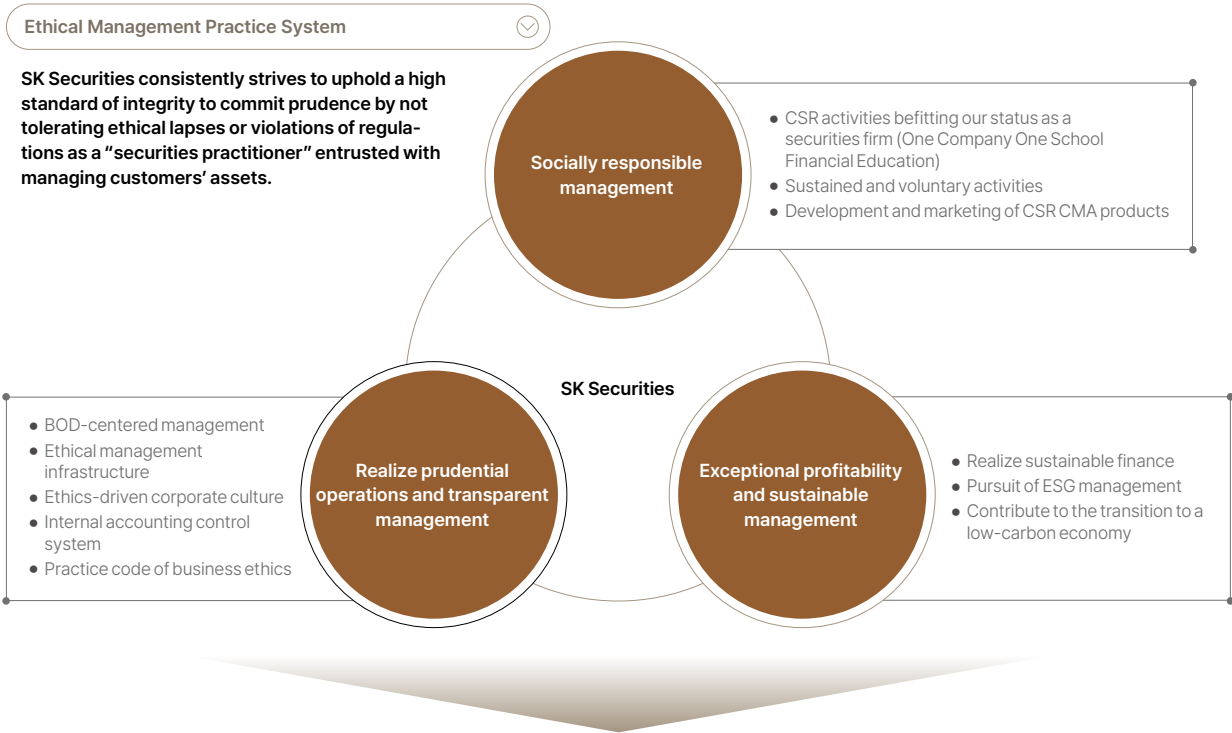 Ethical Management Practice System
SK Securities consistently strives to uphold a high
standard of integrity to commit prudence by not
tolerating ethical lapses or violations of regula-
tions as a “securities practitioner” entrusted with
managing customers’ assets.
Socially responsible
management
● CSR activities befitting our status as a
securities firm (One Company One School
Financial Education)
● Sustained and voluntary activities
● Development and marketing of CSR CMA products
SK Securities
● BOD-centered management
● Ethical management
infrastructure
● Ethics-driven corporate culture
● Internal accounting control
system
● Practice code of business ethics
Realize prudential
operations and transparent
management
Exceptional profitability
and sustainable
management
● Realize sustainable finance
● Pursuit of ESG management
● Contribute to the transition to a
low-carbon economy